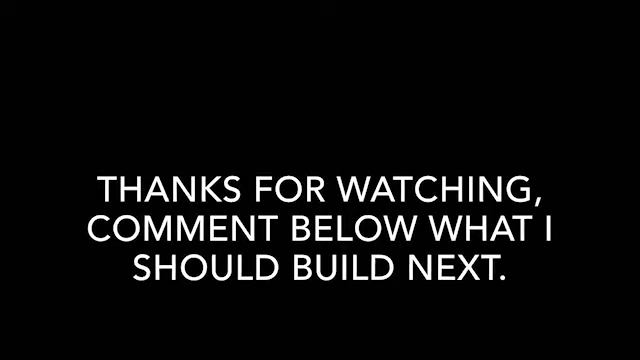 THANKS FOR WATCHING,
COMMENT BELOW WHAT I
SHOULD BUILD NEXT.